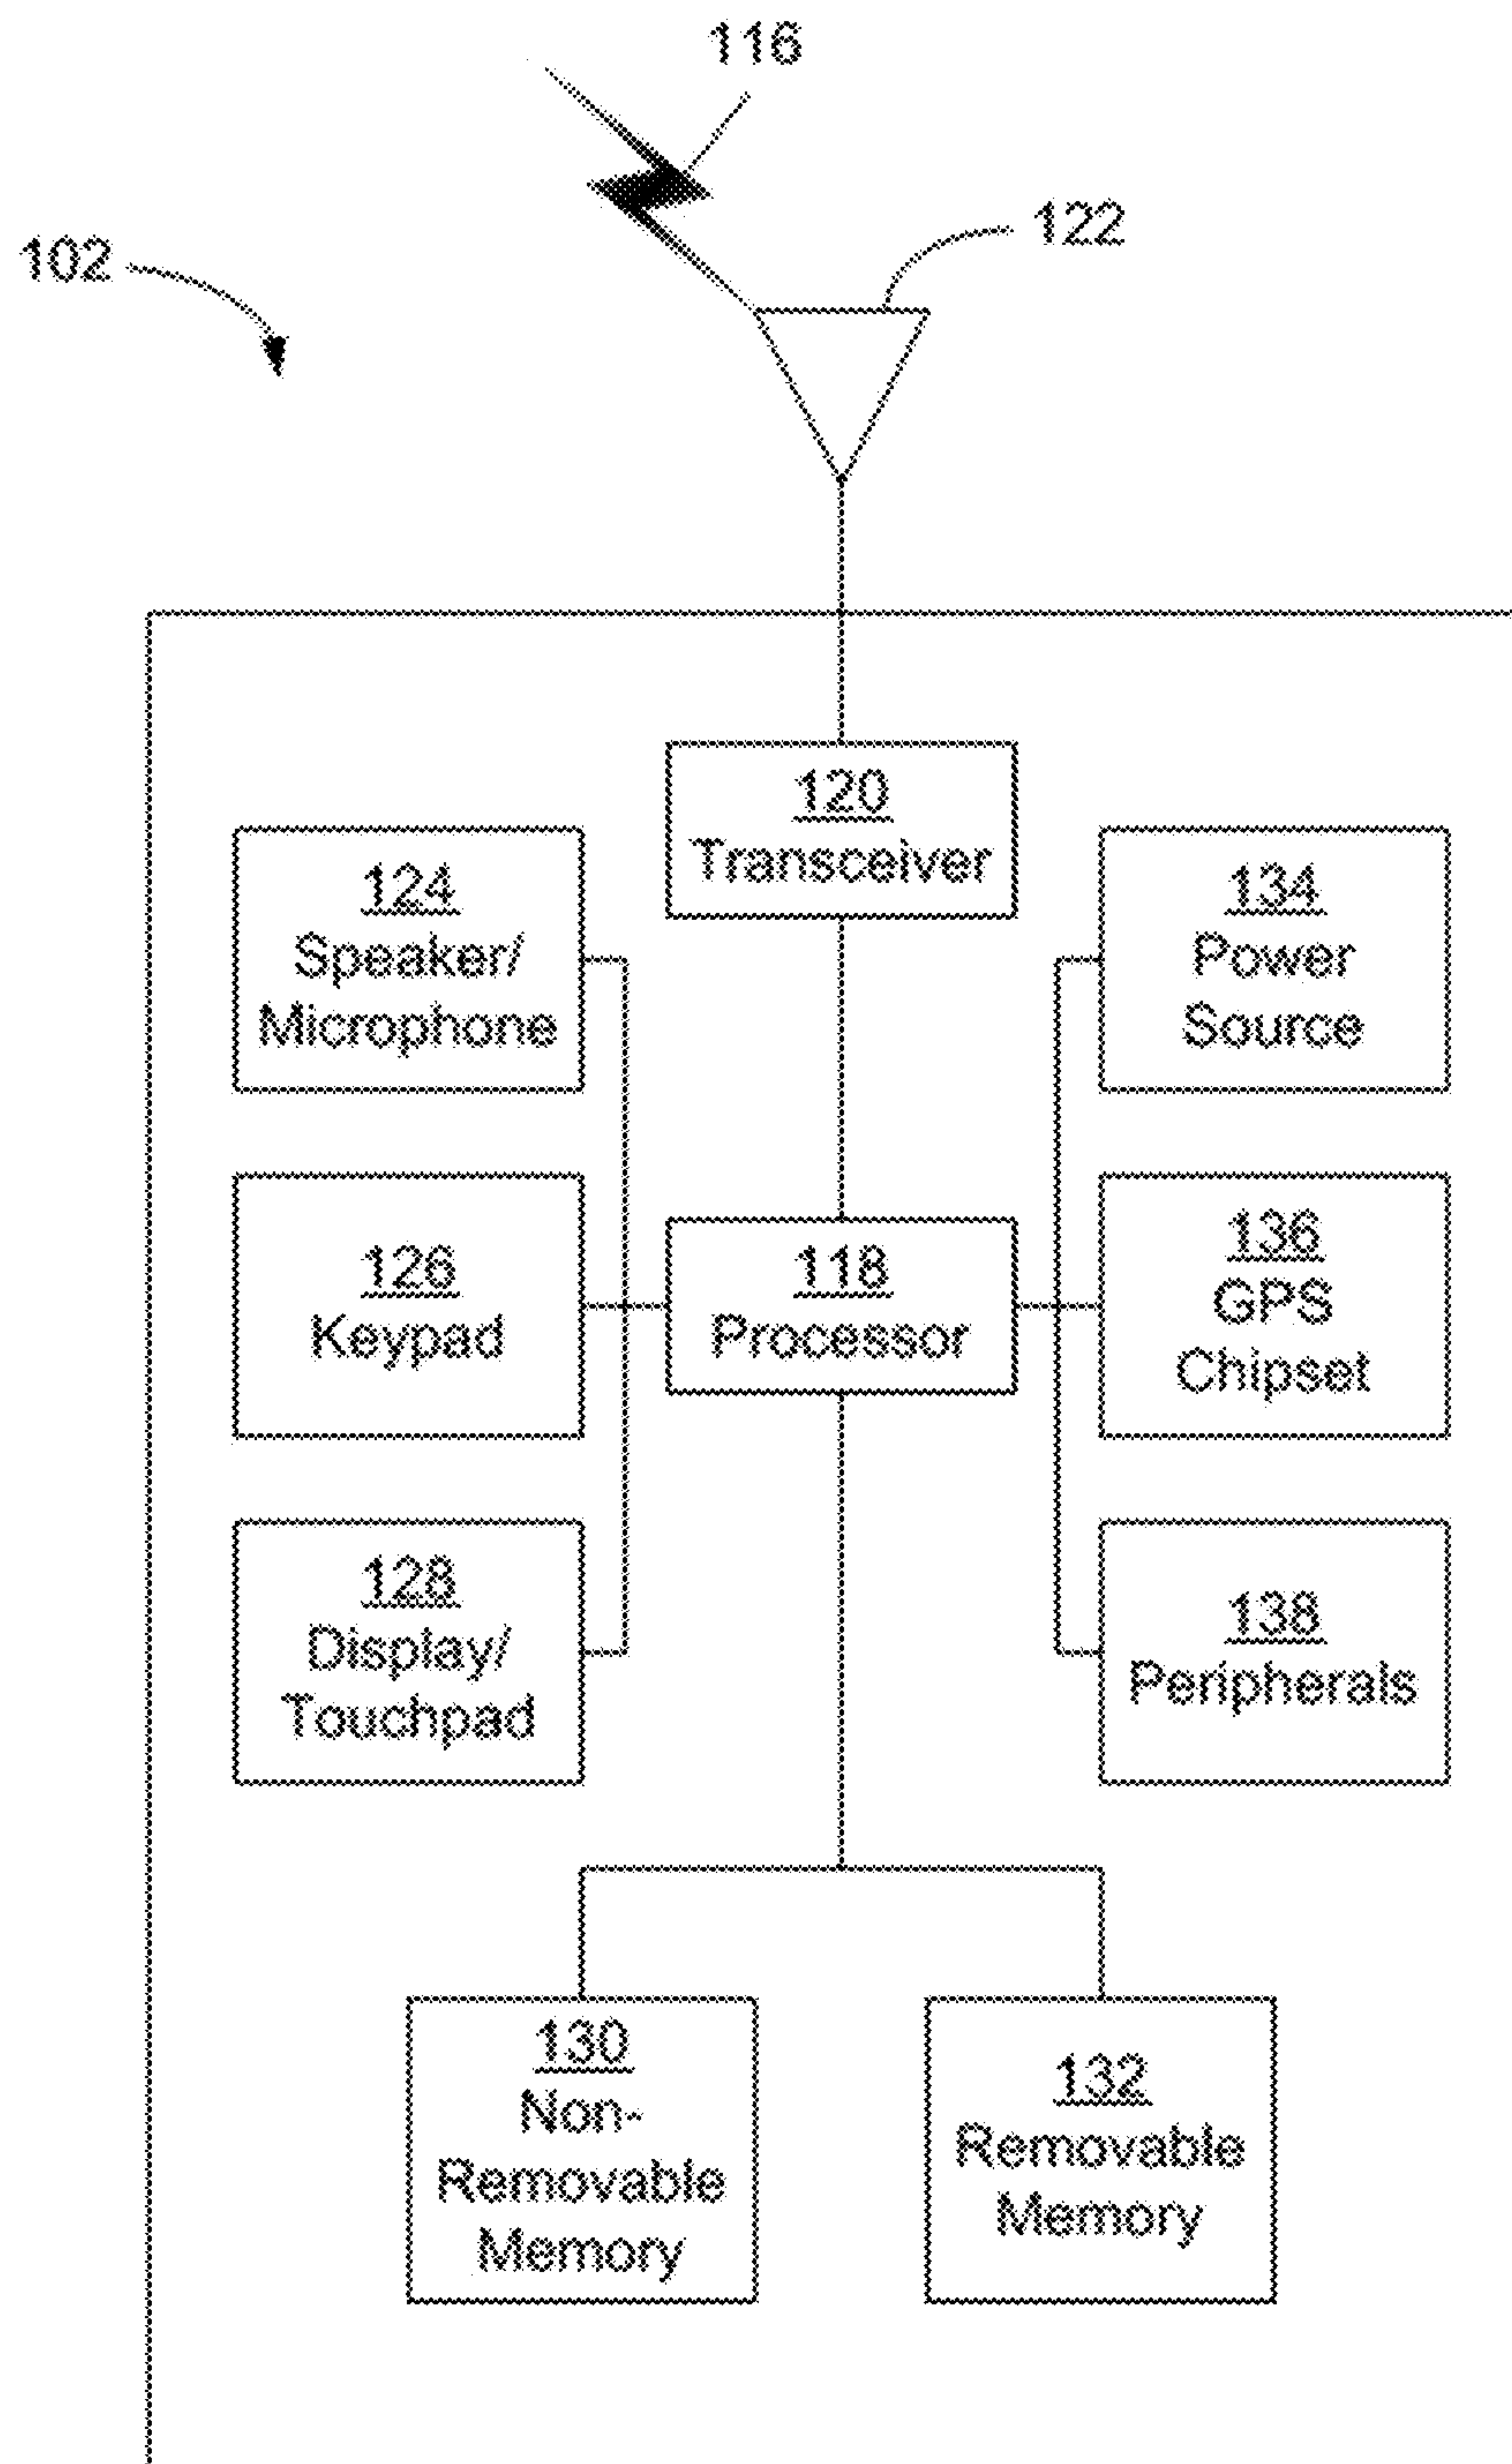 116
122
102
120
Transceiver
124
Speaker/
Microphone
134
Power
Source
126
Keypad
118
Processor
136
GPS
Chipset
128
Display/
Touchpad
138
Peripherals
130
Non-
Removable
Memory
132
Removable
Memory